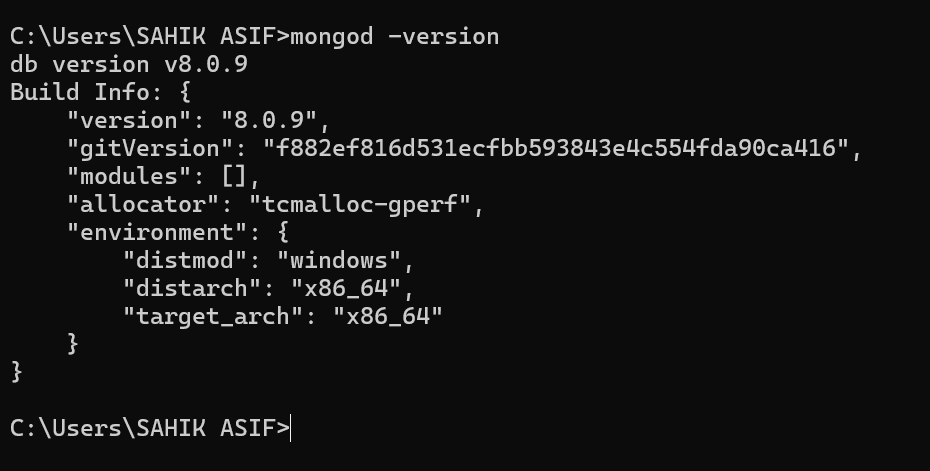 C:\Users\SAHIK ASIF>mongod -version
db version v8.0.9
Build Info: {
    "version": "8.0.9",
    "gitVersion": "f882ef816d531ecfbb593843e4c554fda90ca416",
    "modules": [],
    "allocator": "tcmalloc-gperf",
    "environment": {
        "distmod": "windows",
        "distarch": "x86_64",
        "target_arch": "x86_64"
    }
}
C:\Users\SAHIK ASIF>